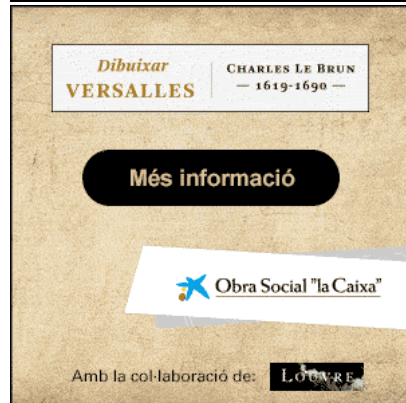 Dibuixar
VERSALLES
CHARLES LE BRUN
— 1619-1690 —
Més informació
Obra Social "la Caixa"
Amb la col·laboració de: LOUVRE